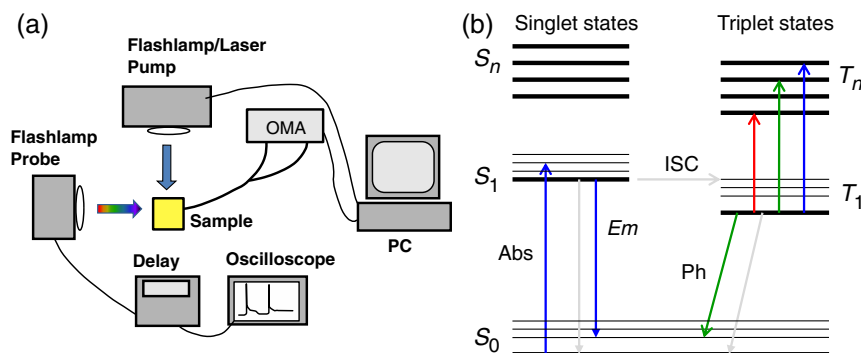 (a)
Flashlamp/Laser
Pump
Flashlamp
Probe
OMA
Sample
PC
Delay
Oscilloscope
(b)
Singlet states
Triplet states
Sn
Tn
S1
ISC
T1
Abs
Em
Ph
S0